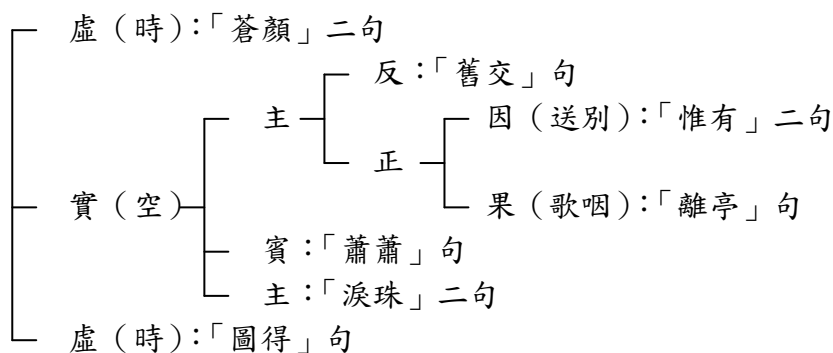 虛（時）：「蒼顏」二句
反：「舊交」句
主
因（送別）：「惟有」二句
正
實（空）
果（歌咽）：「離亭」句
賓：「蕭蕭」句
主：「淚珠」二句
虛（時）：「圖得」句